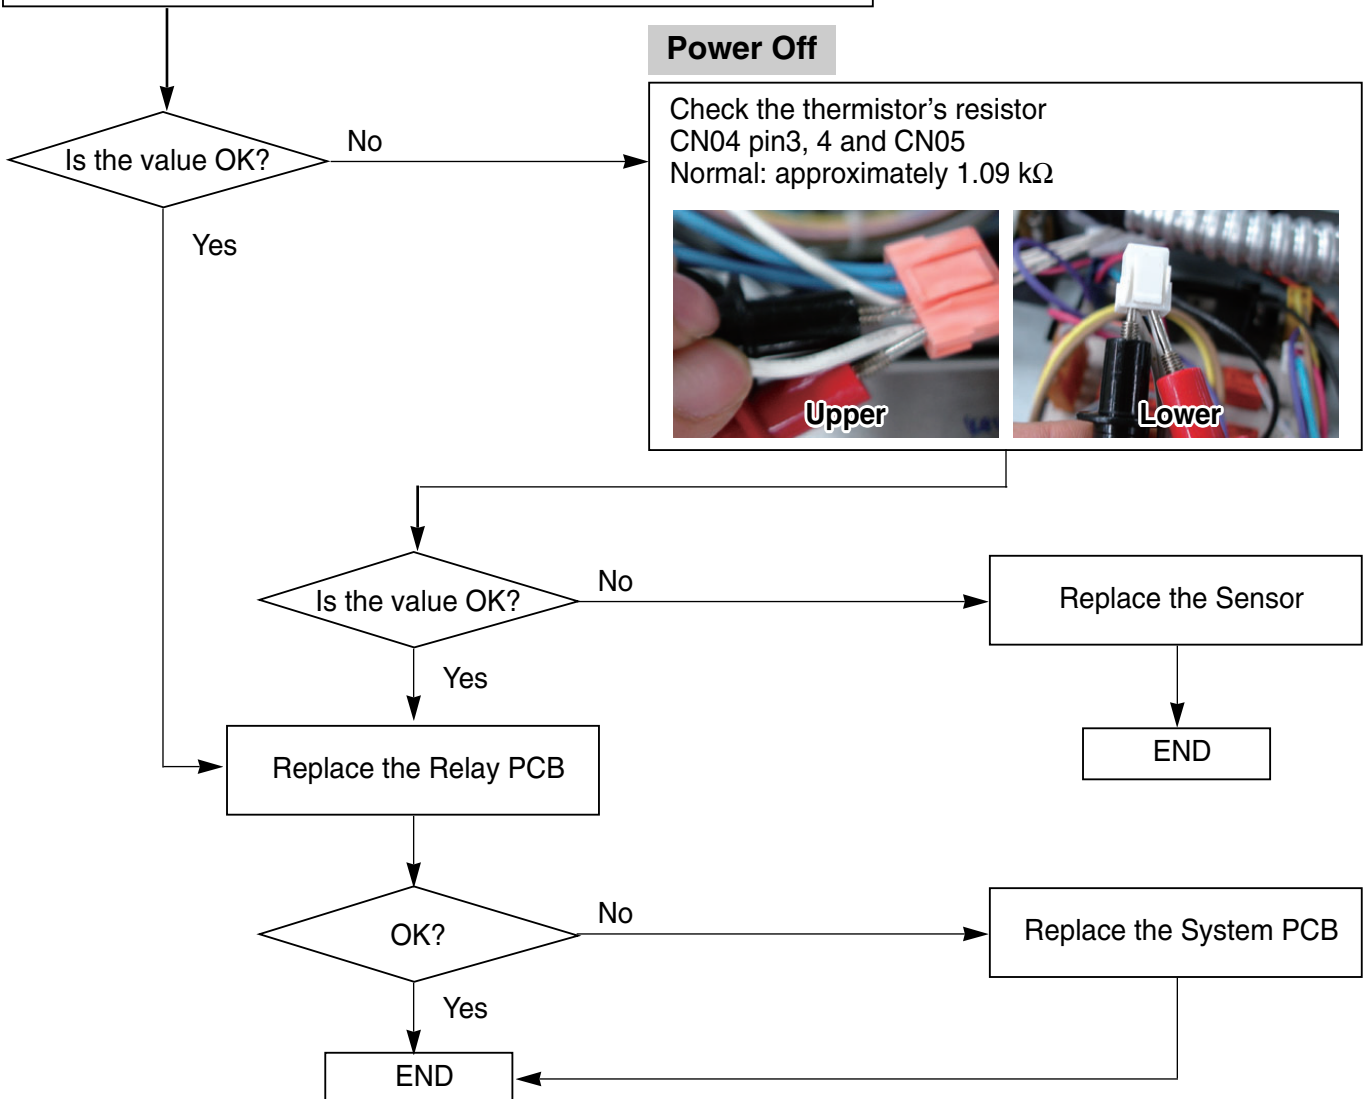 Power Off
Check the thermistor’s resistor
CN04 pin3, 4 and CN05
Normal: approximately 1.09 kΩ
Is the value OK?
No
Yes
Upper
Lower
Is the value OK?
No
Replace the Sensor
Yes
END
Replace the Relay PCB
OK?
No
Replace the System PCB
Yes
END